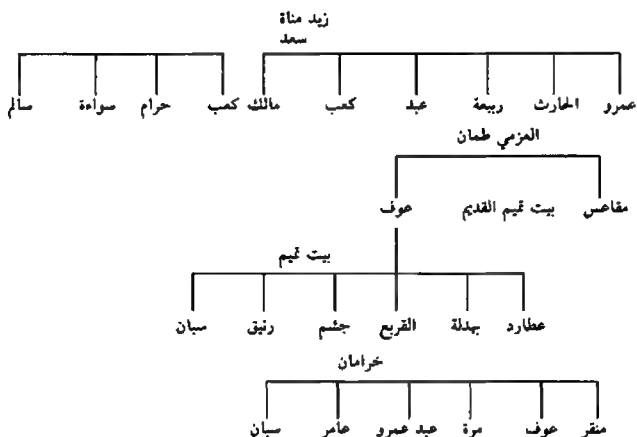 زيد مناة
سعد
عمرو الحارث ربيعة عبد كعب مالك كعب حرام سواءة سالم
العزمي طمان
مقاعس بيت تميم القديم عوف
بيت تميم
عطارد بهدلة القريع جشم رنيق سبان
خرامان
منقر عوف مرة عبد عمرو عامر سبان